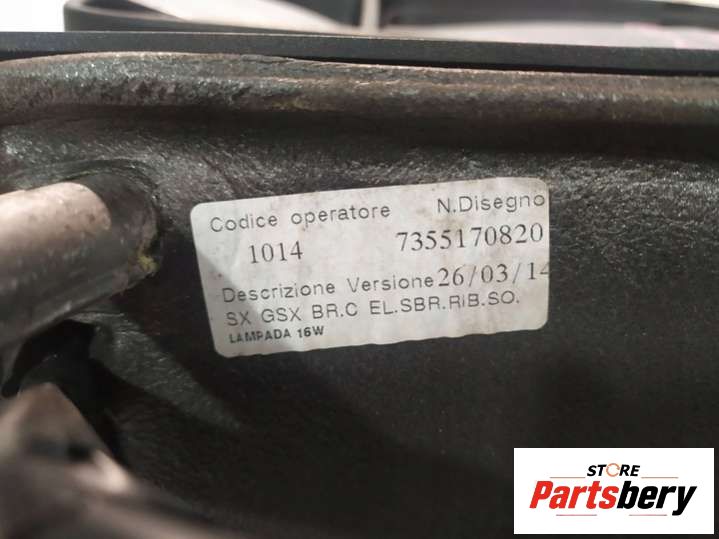 Codice operatore N.Disegno
1014 7355170820
Descrizione Versione 26/03/14
SX GSX BR.C EL.SBR.RIB.SO.
LAMPADA 16W
STORE
Partsbery